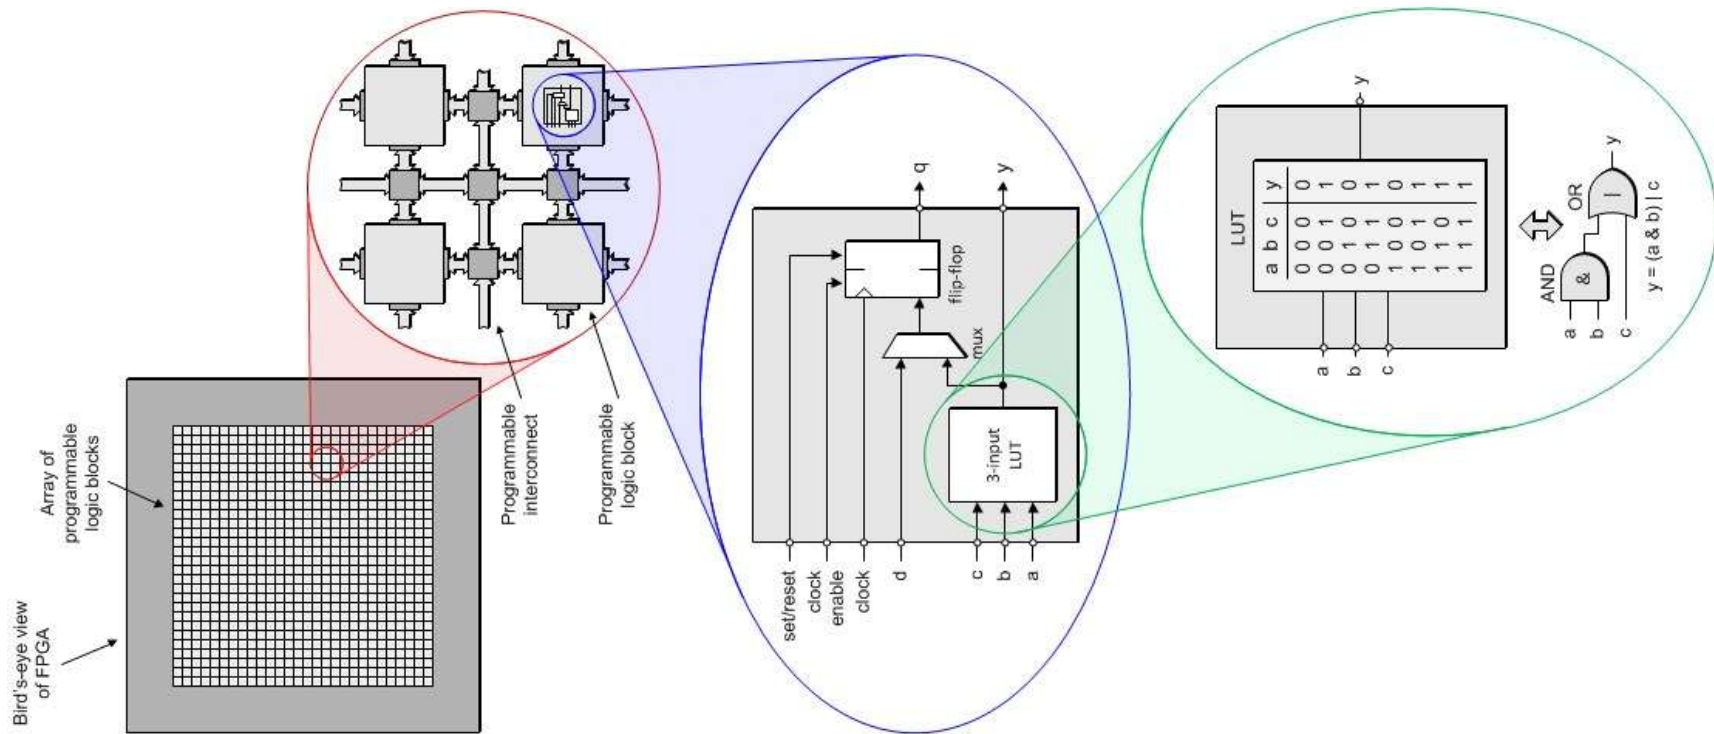 Bird's-eye view
of FPGA
Array of
programmable
logic blocks
Programmable
interconnect
Programmable
logic block
set/reset
clock
enable
clock
d
c
b
a
3-input
LUT
mux
flip-flop
q
y
LUT
a b c y
0 0 0 0
0 0 1 1
0 1 0 0
0 1 1 1
1 0 0 0
1 0 1 1
1 1 0 1
1 1 1 1
a
b
c
y
AND
&
OR
|
a
b
c
y
y = (a & b) | c